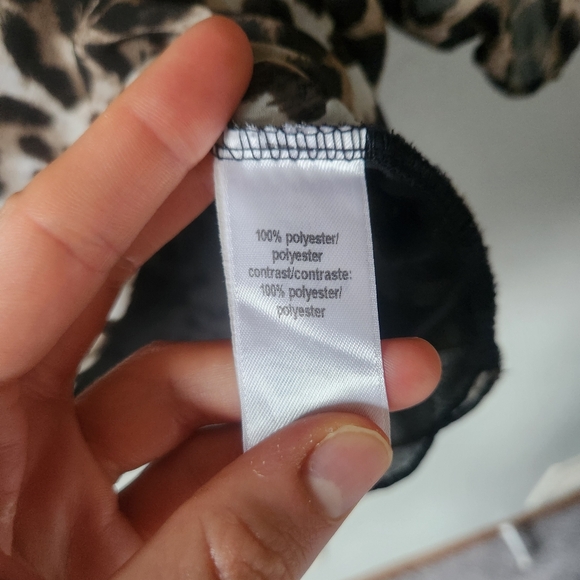 100% polyester/
polyester
contrast/contraste:
100% polyester/
polyester